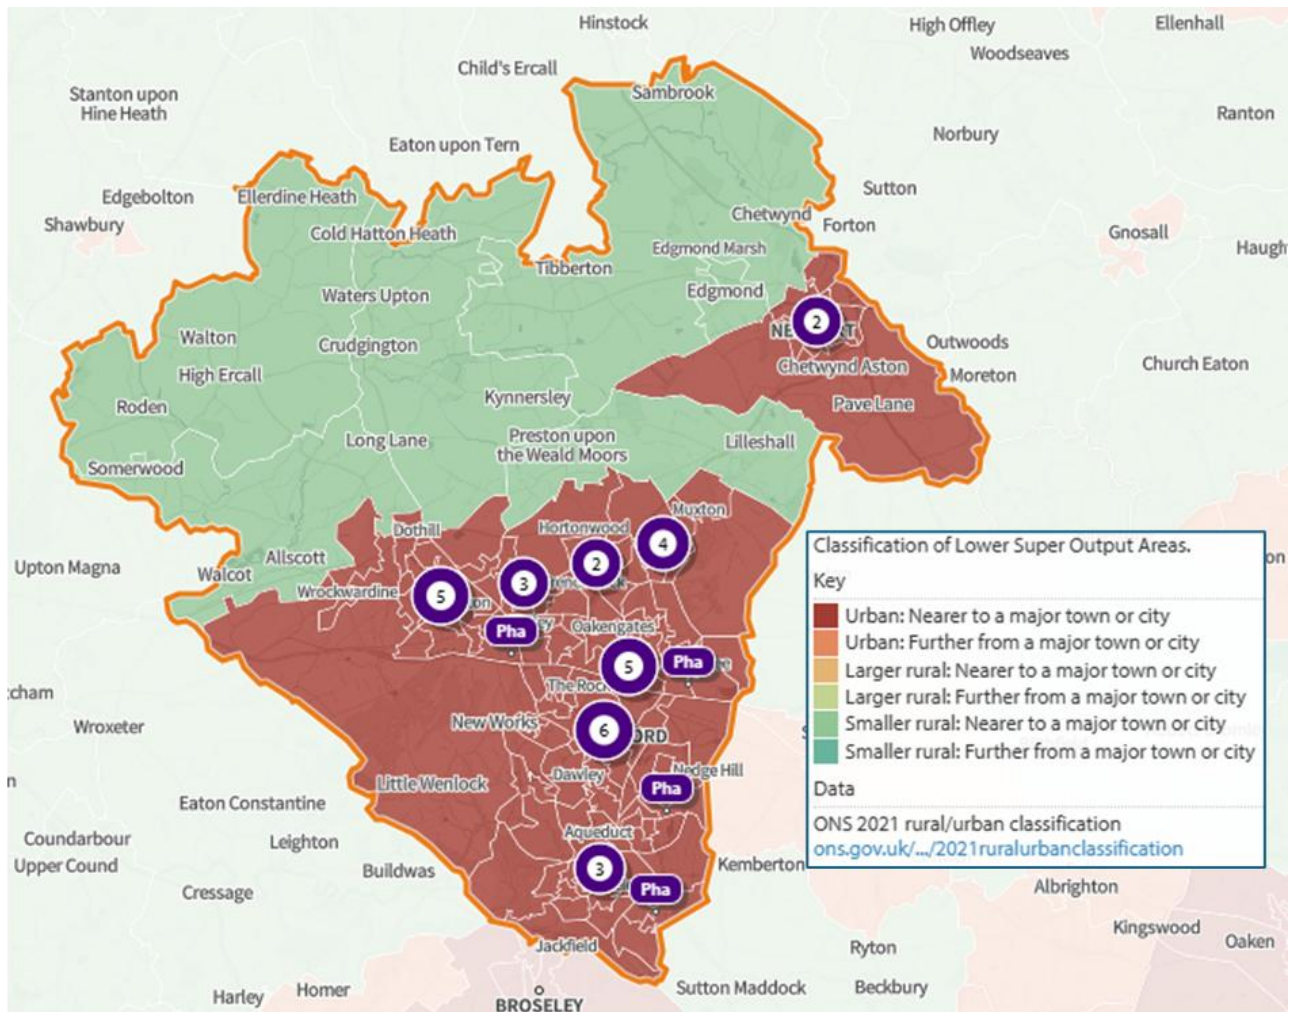 Hinstock
High Offley
Ellenhall
Woodseaves
Child's Ercall
Stanton upon
Hine Heath
Sambrook
Ranton
Norbury
Eaton upon Tern
Edgebolton
Ellerdine Heath
Sutton
Shawbury
Chetwynd
Forton
Cold Hatton Heath
Gnosall
Edgmond Marsh
Haugh
Tibberton
Edgmond
Waters Upton
2
Walton
Crudgington
Outwoods
Chetwynd Aston
Church Eaton
High Ercall
Moreton
Kynnersley
Pave Lane
Roden
Long Lane
Preston upon
the Weald Moors
Lilleshall
Somerwood
Muxton
Dothill
Hortonwood
4
Allscott
2
Upton Magna
Walcot
3
Wrockwardine
5
Pha
Oakengates
5
Pha
The Roc
New Works
6
ORD
Wroxeter
Dawley
Nedge Hill
Little Wenlock
Pha
Eaton Constantine
Aqueduct
Coundarbour
Leighton
Upper Cound
Buildwas
3
Kemberton
Cressage
Pha
Albrighton
Kingswood
Jackfield
Ryton
Oaken
Harley
Homer
Sutton Maddock
Beckbury
BROSELEY
Classification of Lower Super Output Areas.
Key
Urban: Nearer to a major town or city
Urban: Further from a major town or city
Larger rural: Nearer to a major town or city
Larger rural: Further from a major town or city
Smaller rural: Nearer to a major town or city
Smaller rural: Further from a major town or city
Data
ONS 2021 rural/urban classification
ons.gov.uk/.../2021ruralurbanclassification